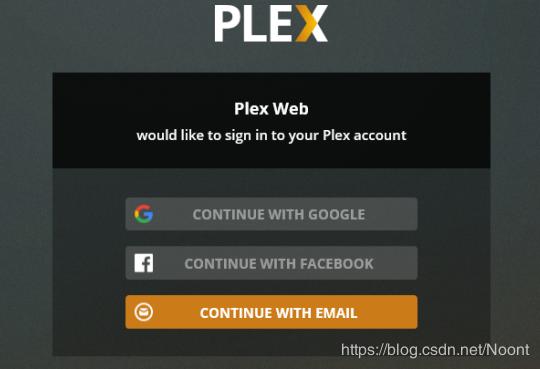 PLEX
Plex Web
would like to sign in to your Plex account
CONTINUE WITH GOOGLE
CONTINUE WITH FACEBOOK
CONTINUE WITH EMAIL
https://blog.csdn.net/Noont